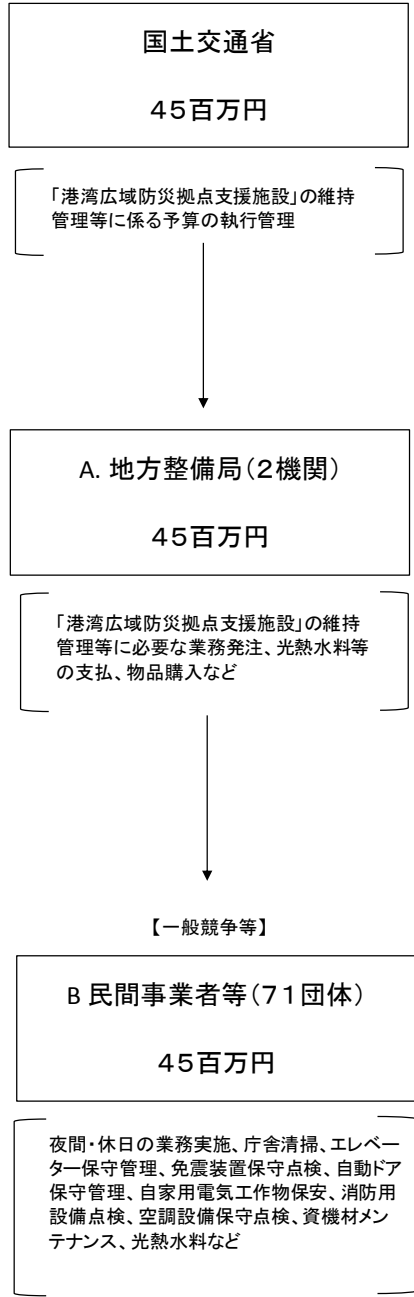 国土交通省
45百万円
「港湾広域防災拠点支援施設」の維持
管理等に係る予算の執行管理
A. 地方整備局(2機関)
45百万円
「港湾広域防災拠点支援施設」の維持
管理等に必要な業務発注、光熱水料等
の支払、物品購入など
【一般競争等】
B 民間事業者等(71団体)
45百万円
夜間・休日の業務実施、庁舎清掃、エレベー
ター保守管理、免震装置保守点検、自動ドア
保守管理、自家用電気工作物保安、消防用
設備点検、空調設備保守点検、資機材メン
テナンス、光熱水料など